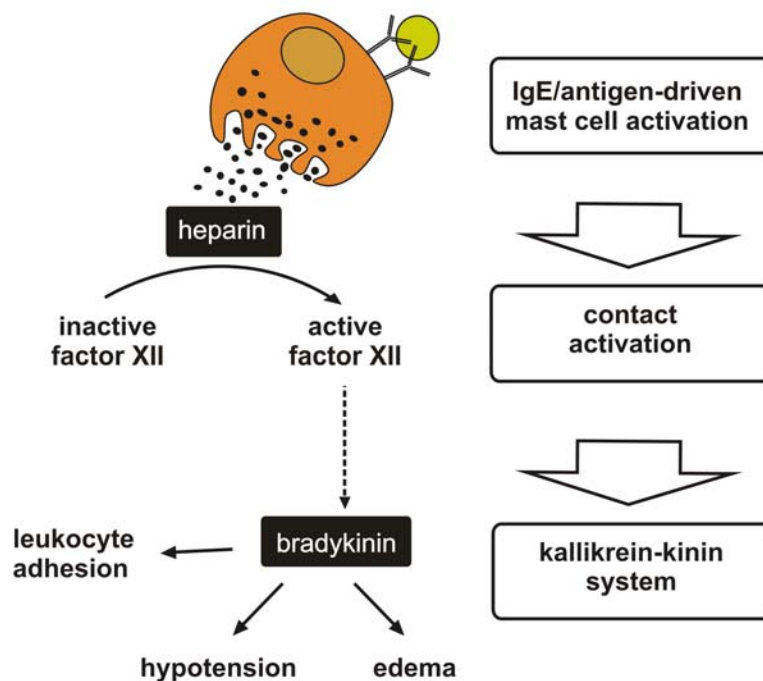 IgE/antigen-driven
mast cell activation
heparin
inactive
factor XII
active
factor XII
contact
activation
leukocyte
adhesion
bradykinin
kallikrein-kinin
system
hypotension
edema